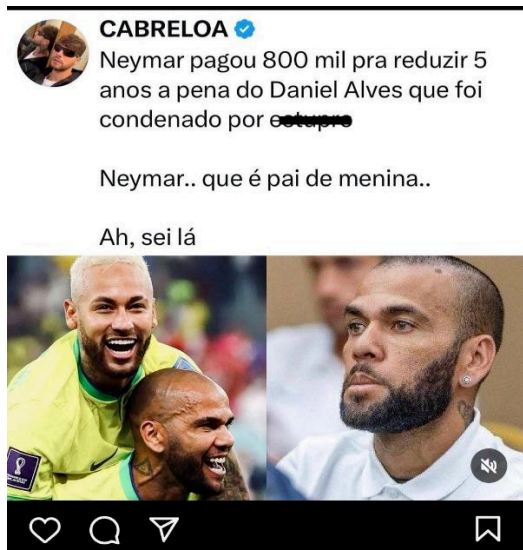 CABRELOA
Neymar pagou 800 mil pra reduzir 5
anos a pena do Daniel Alves que foi
condenado por estupro
Neymar.. que é pai de menina..
Ah, sei lá